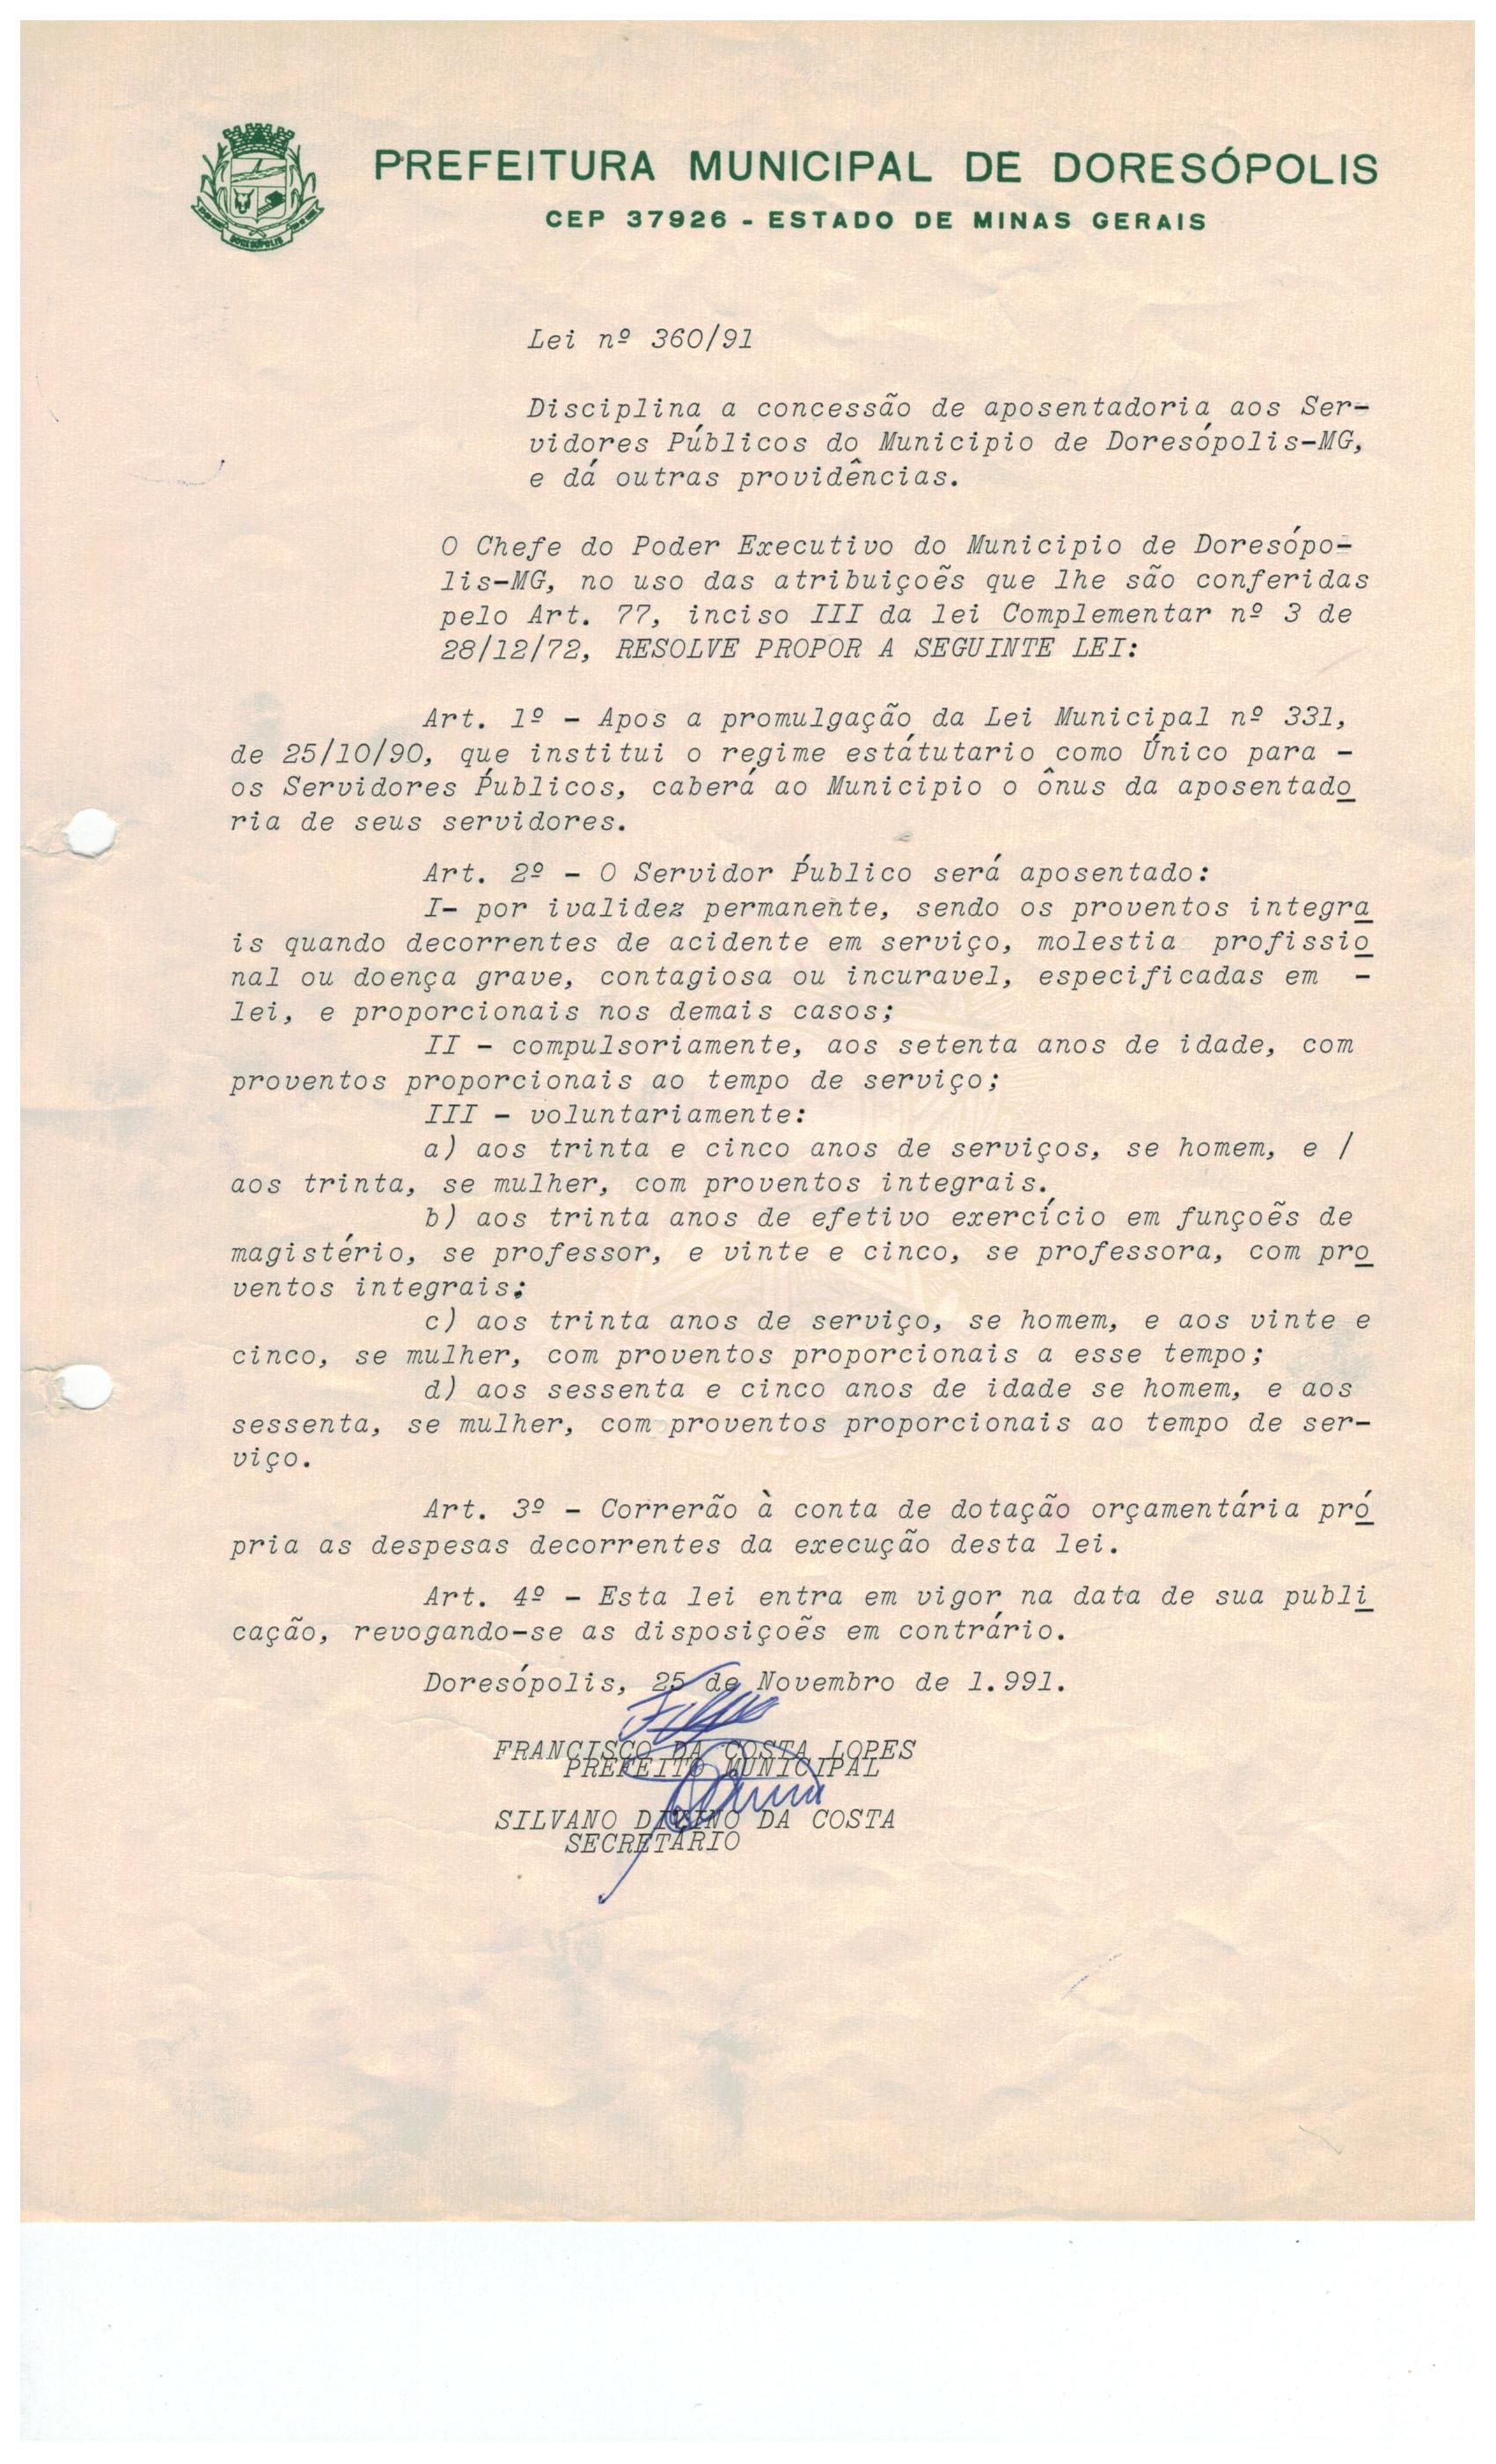 PREFEITURA MUNICIPAL DE DORESÓPOLIS
CEP 37926 - ESTADO DE MINAS GERAIS
DORESÓPOLIS
Lei nº 360/91
Disciplina a concessão de aposentadoria aos Ser-
vidores Públicos do Municipio de Doresópolis-MG,
e dá outras providências.
O Chefe do Poder Executivo do Municipio de Doresópo-
lis-MG, no uso das atribuiçoẽs que lhe são conferidas
pelo Art. 77, inciso III da lei Complementar nº 3 de
28/12/72, RESOLVE PROPOR A SEGUINTE LEI:
Art. 1º - Apos a promulgação da Lei Municipal nº 331,
de 25/10/90, que institui o regime estátutario como Único para -
os Servidores Públicos, caberá ao Municipio o ônus da aposentado
ria de seus servidores.
Art. 2º - O Servidor Público será aposentado:
I- por ivalidez permanente, sendo os proventos integra
is quando decorrentes de acidente em serviço, molestia profissio
nal ou doença grave, contagiosa ou incuravel, especificadas em -
lei, e proporcionais nos demais casos;
II - compulsoriamente, aos setenta anos de idade, com
proventos proporcionais ao tempo de serviço;
III - voluntariamente:
a) aos trinta e cinco anos de serviços, se homem, e /
aos trinta, se mulher, com proventos integrais.
b) aos trinta anos de efetivo exercício em funçoẽs de
magistério, se professor, e vinte e cinco, se professora, com pro
ventos integrais;
c) aos trinta anos de serviço, se homem, e aos vinte e
cinco, se mulher, com proventos proporcionais a esse tempo;
d) aos sessenta e cinco anos de idade se homem, e aos
sessenta, se mulher, com proventos proporcionais ao tempo de ser-
viço.
Art. 3º - Correrão à conta de dotação orçamentária pró
pria as despesas decorrentes da execução desta lei.
Art. 4º - Esta lei entra em vigor na data de sua publi
cação, revogando-se as disposiçoẽs em contrário.
Doresópolis, 25 de Novembro de 1.991.
FRANCISCO DA COSTA LOPES
PREFEITO MUNICIPAL
SILVANO DIVINO DA COSTA
SECRETÁRIO